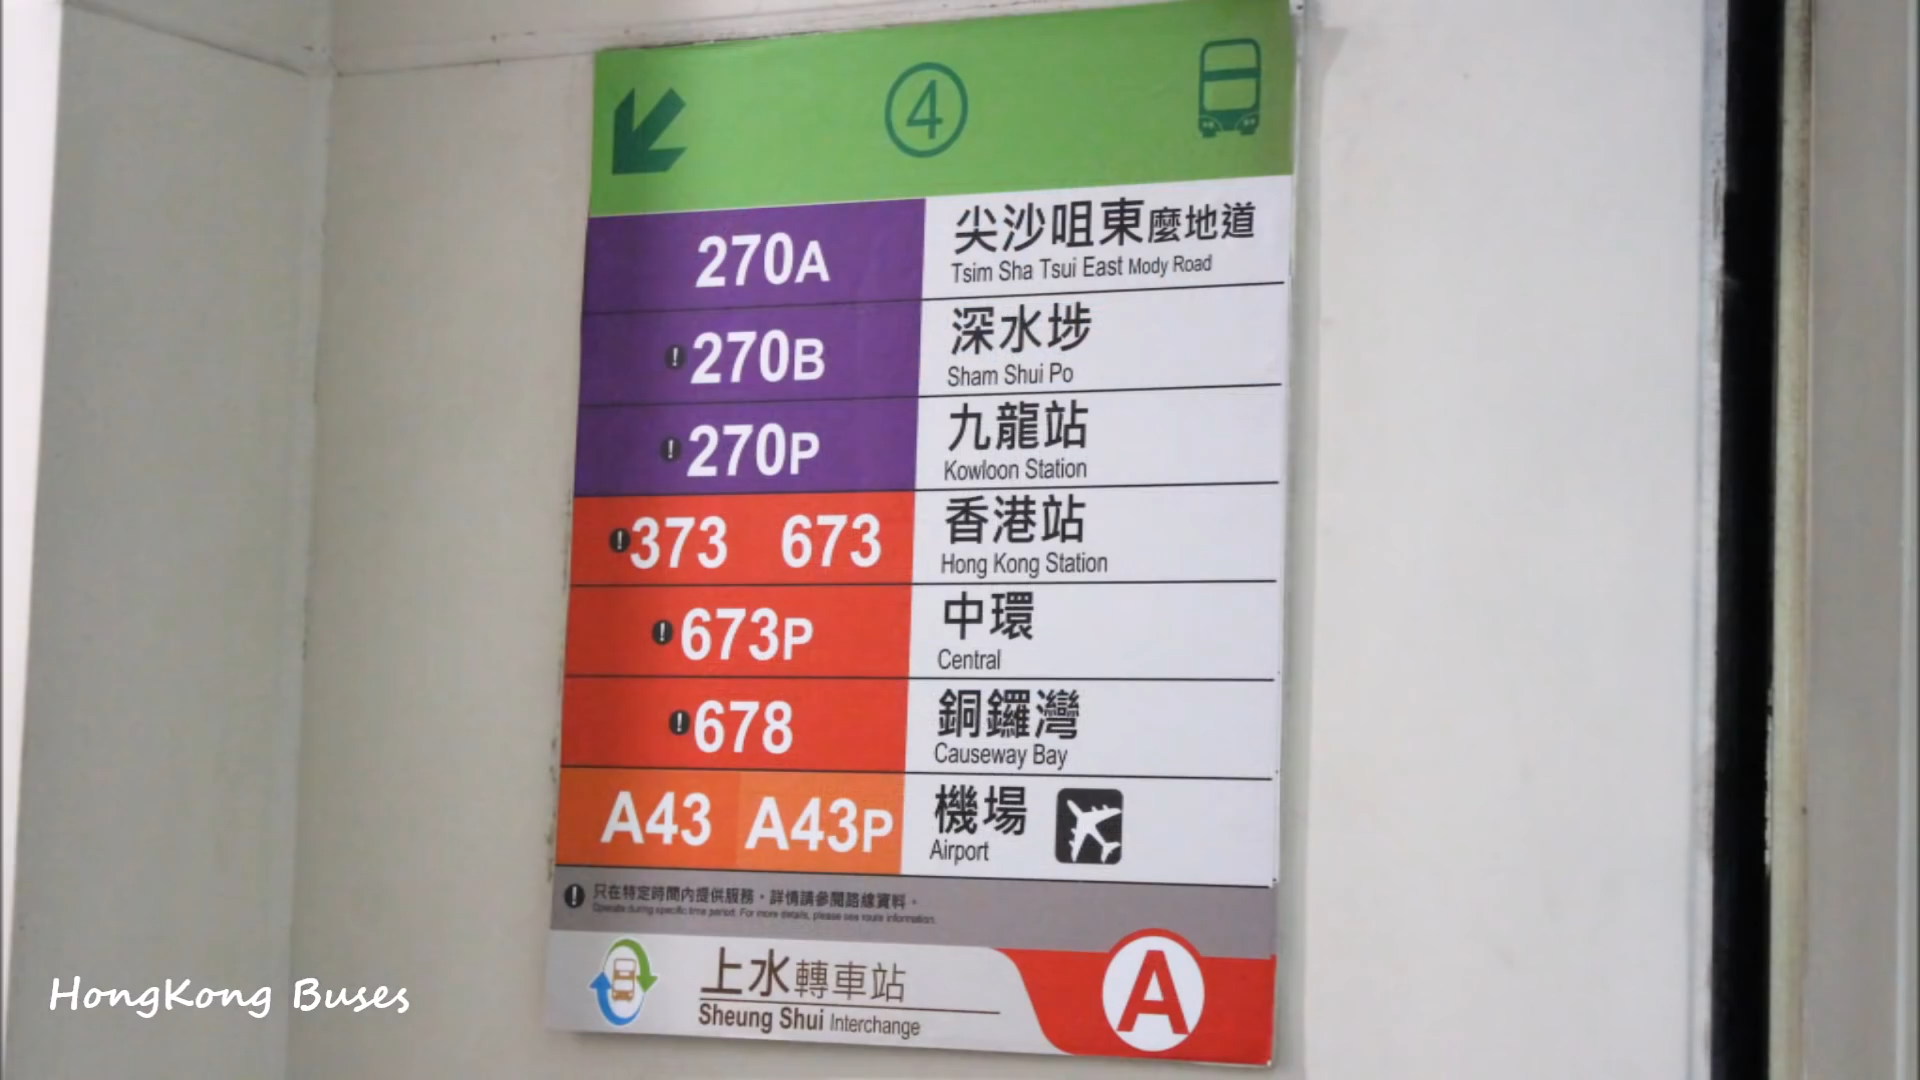 ④
270A 尖沙咀東麼地道
Tsim Sha Tsui East Mody Road
270B 深水埗
Sham Shui Po
270P 九龍站
Kowloon Station
373 673 香港站
Hong Kong Station
673P 中環
Central
678 銅鑼灣
Causeway Bay
A43 A43P 機場
Airport
只在特定時間內提供服務，詳情請參閱路線資料。
Operate during specific time period. For more details, please see route information.
上水轉車站
Sheung Shui Interchange
A
HongKong Buses